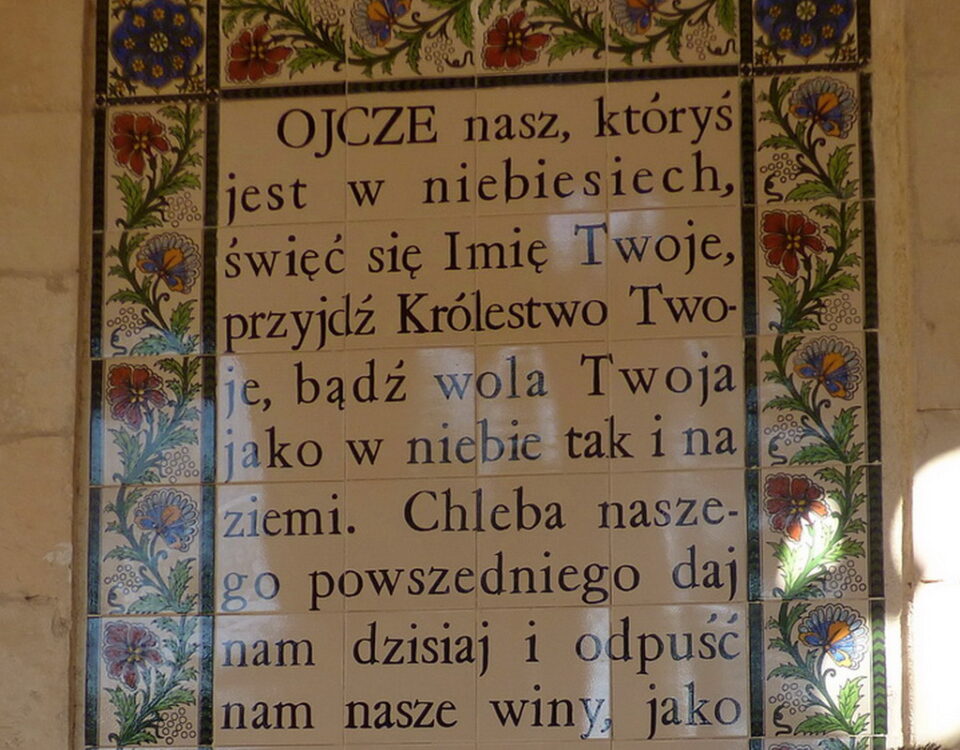 OJCZE nasz, któryś
jest w niebiesiech,
święć się Imię Twoje,
przyjdź Królestwo Two-
je, bądź wola Twoja
jako w niebie tak i na
ziemi. Chleba nasze-
go powszedniego daj
nam dzisiaj i odpuść
nam nasze winy, jako